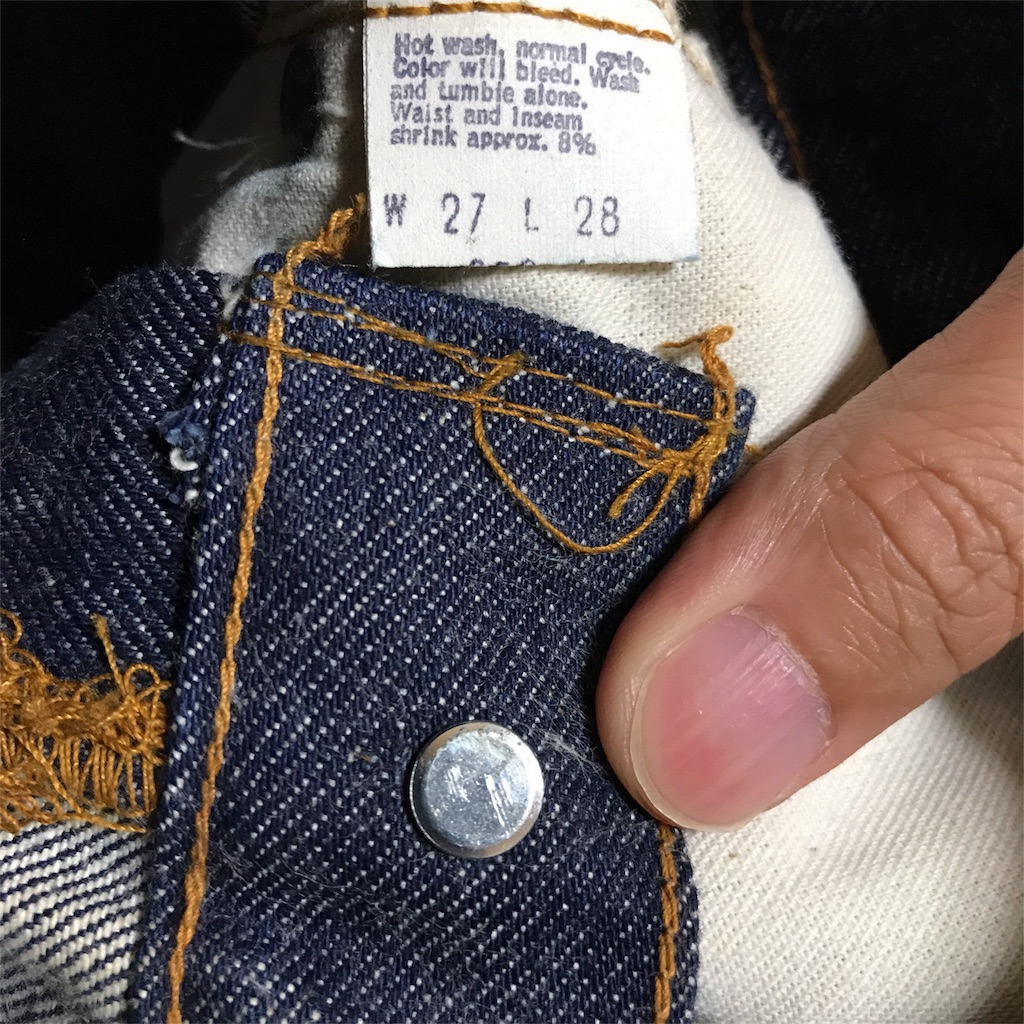 Hot wash, normal cycle.
Color will bleed. Wash
and tumble alone.
Waist and Inseam
shrink approx. 8%
W 27 L 28